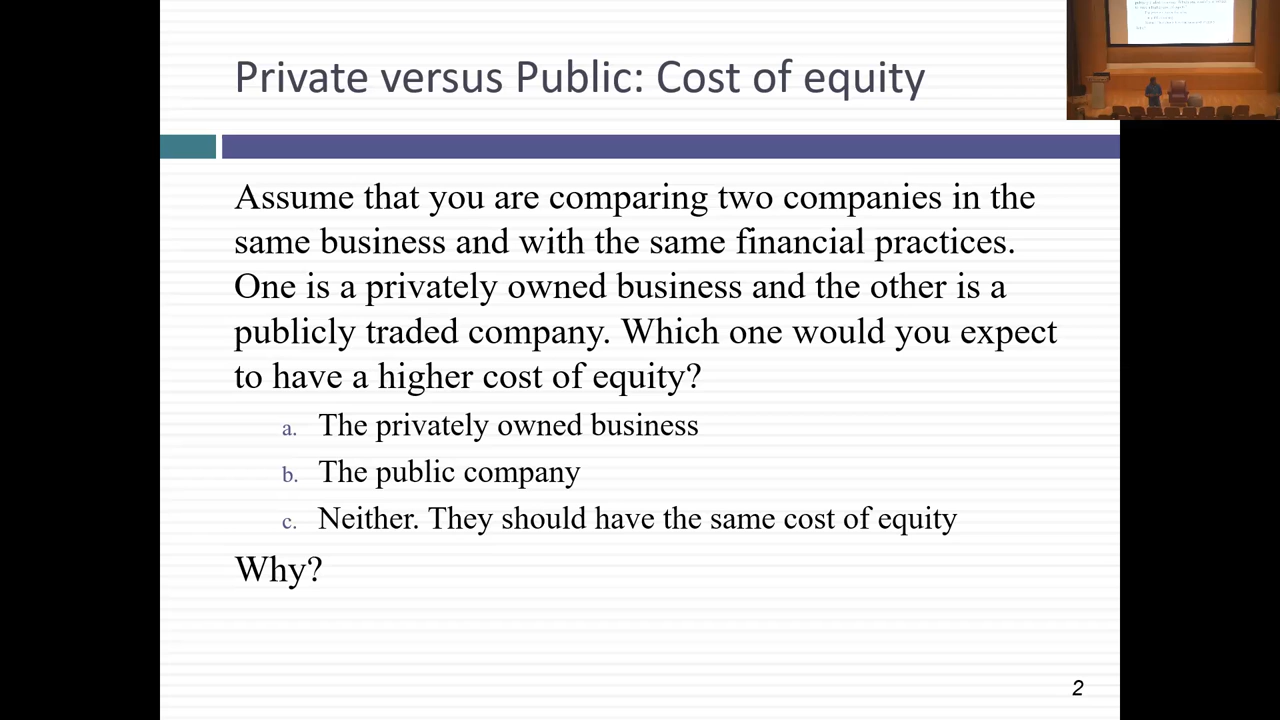 Private versus Public: Cost of equity
Assume that you are comparing two companies in the
same business and with the same financial practices.
One is a privately owned business and the other is a
publicly traded company. Which one would you expect
to have a higher cost of equity?
a. The privately owned business
b. The public company
c. Neither. They should have the same cost of equity
Why?
2